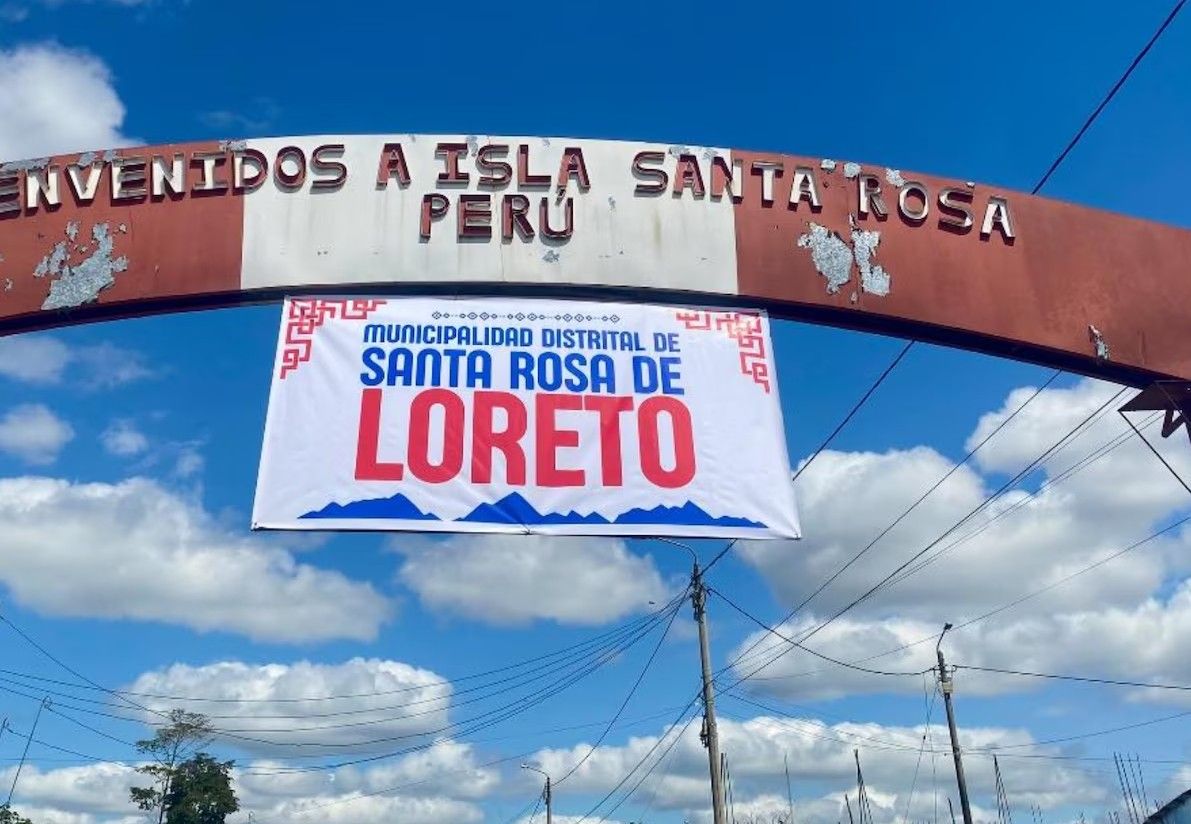 ENVENIDOS A ISLA SANTA ROSA
PERÚ
MUNICIPALIDAD DISTRITAL DE
SANTA ROSA DE
LORETO